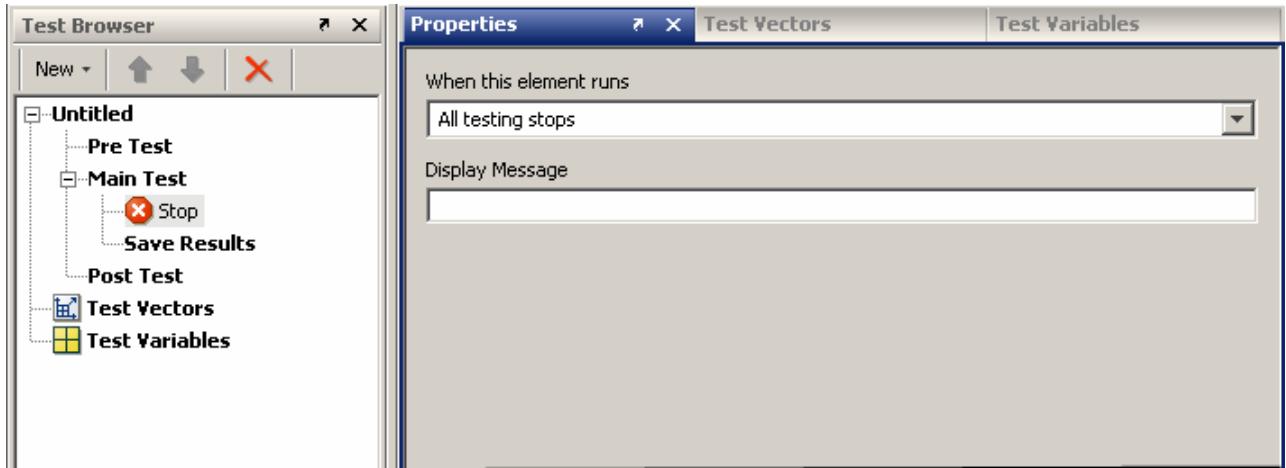 Test Browser
New
Untitled
Pre Test
Main Test
Stop
Save Results
Post Test
Test Vectors
Test Variables
Properties
Test Vectors
Test Variables
When this element runs
All testing stops
Display Message